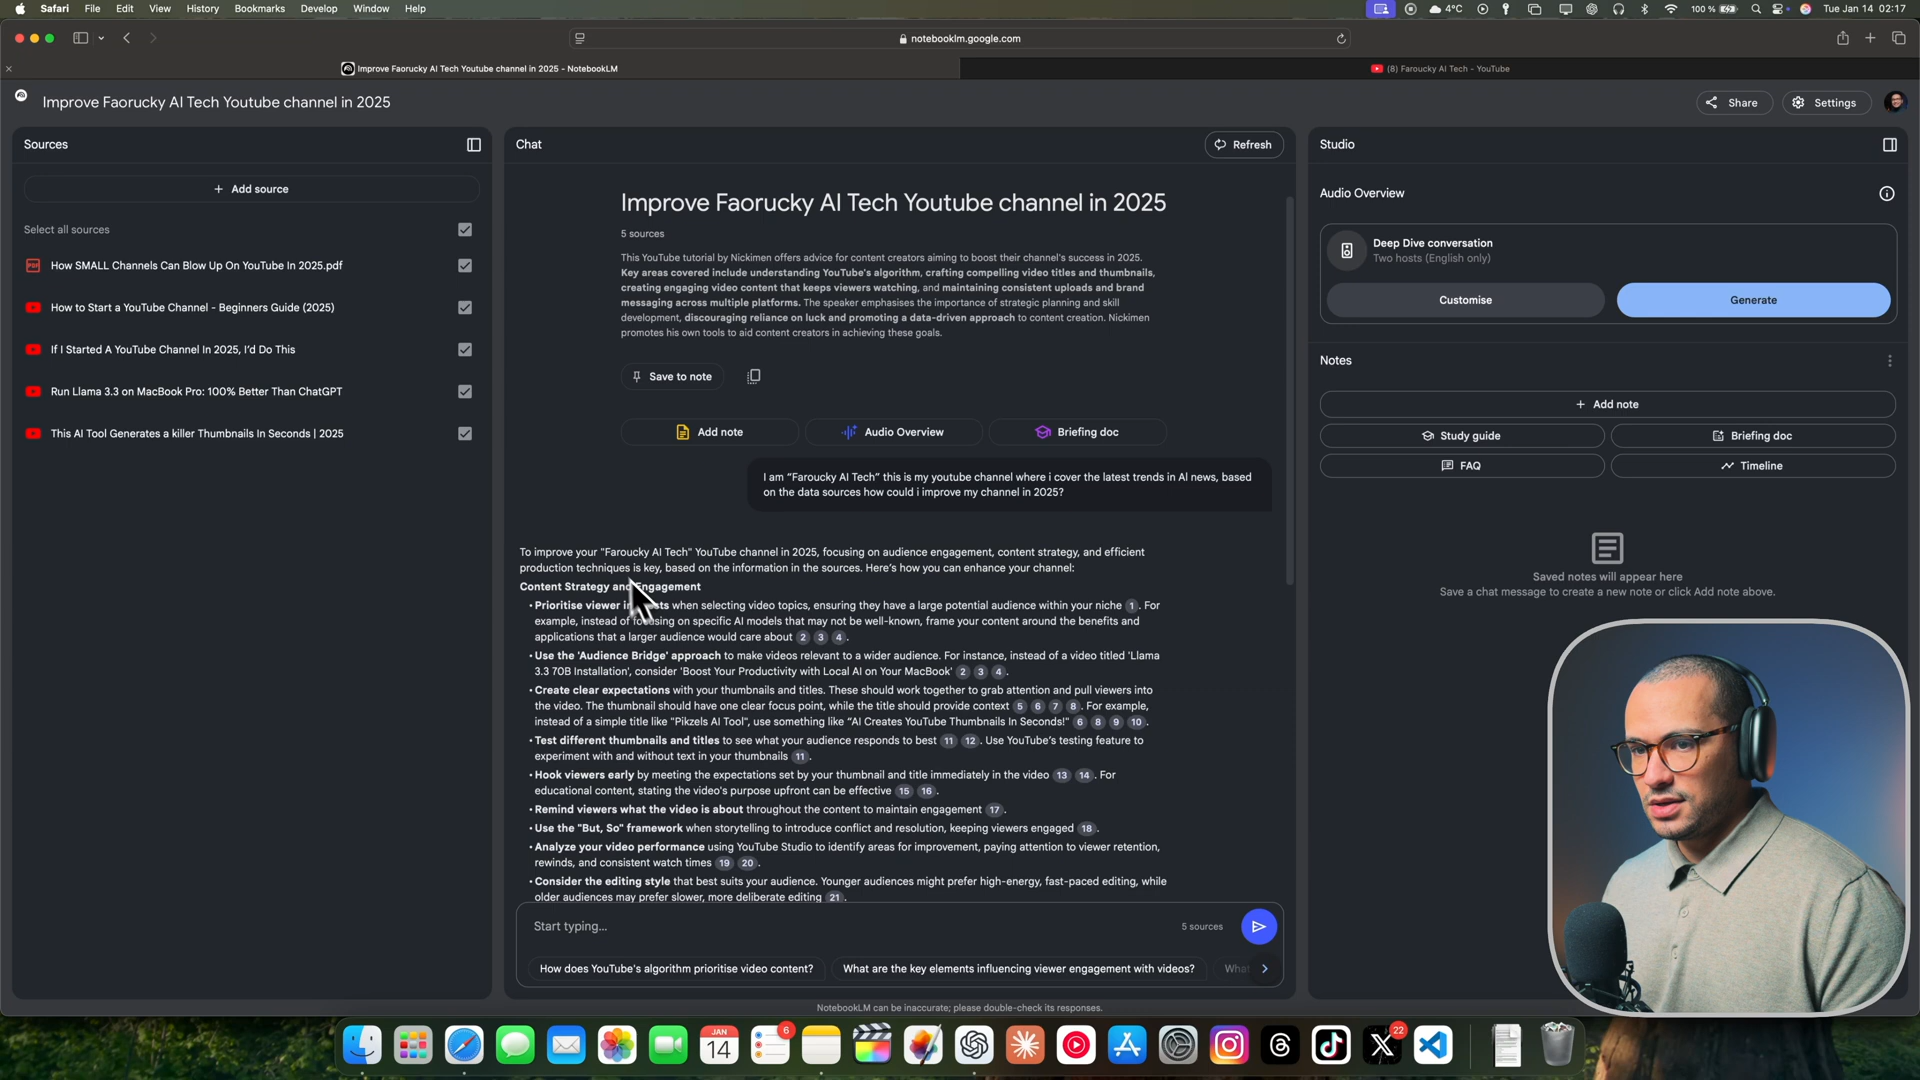 Safari File Edit View History Bookmarks Develop Window Help
4°C 100 % Tue Jan 14 02:17
notebooklm.google.com
Improve Faorucky AI Tech Youtube channel in 2025 - NotebookLM
(8) Faroucky AI Tech - YouTube
Improve Faorucky AI Tech Youtube channel in 2025
Share Settings
Sources
Add source
Select all sources
How SMALL Channels Can Blow Up On YouTube In 2025.pdf
How to Start a YouTube Channel - Beginners Guide (2025)
If I Started A YouTube Channel In 2025, I'd Do This
Run Llama 3.3 on MacBook Pro: 100% Better Than ChatGPT
This AI Tool Generates a killer Thumbnails In Seconds | 2025
Chat
Refresh
Improve Faorucky AI Tech Youtube channel in 2025
5 sources
This YouTube tutorial by Nickimen offers advice for content creators aiming to boost their channel's success in 2025.
Key areas covered include understanding YouTube's algorithm, crafting compelling video titles and thumbnails,
creating engaging video content that keeps viewers watching, and maintaining consistent uploads and brand
messaging across multiple platforms. The speaker emphasises the importance of strategic planning and skill
development, discouraging reliance on luck and promoting a data-driven approach to content creation. Nickimen
promotes his own tools to aid content creators in achieving these goals.
Save to note
Add note Audio Overview Briefing doc
I am “Faroucky AI Tech” this is my youtube channel where i cover the latest trends in AI news, based
on the data sources how could i improve my channel in 2025?
To improve your "Faroucky AI Tech" YouTube channel in 2025, focusing on audience engagement, content strategy, and efficient
production techniques is key, based on the information in the sources. Here's how you can enhance your channel:
Content Strategy and Engagement
• Prioritise viewer when selecting video topics, ensuring they have a large potential audience within your niche 1 . For
example, instead of focusing on specific AI models that may not be well-known, frame your content around the benefits and
applications that a larger audience would care about 2 3 4 .
• Use the 'Audience Bridge' approach to make videos relevant to a wider audience. For instance, instead of a video titled 'Llama
3.3 70B Installation', consider 'Boost Your Productivity with Local AI on Your MacBook' 2 3 4 .
• Create clear expectations with your thumbnails and titles. These should work together to grab attention and pull viewers into
the video. The thumbnail should have one clear focus point, while the title should provide context 5 6 7 8 . For example,
instead of a simple title like "Pikzels AI Tool", use something like “AI Creates YouTube Thumbnails In Seconds!” 6 8 9 10 .
• Test different thumbnails and titles to see what your audience responds to best 11 12 . Use YouTube's testing feature to
experiment with and without text in your thumbnails 11 .
• Hook viewers early by meeting the expectations set by your thumbnail and title immediately in the video 13 14 . For
educational content, stating the video's purpose upfront can be effective 15 16 .
• Remind viewers what the video is about throughout the content to maintain engagement 17 .
• Use the "But, So" framework when storytelling to introduce conflict and resolution, keeping viewers engaged 18 .
• Analyze your video performance using YouTube Studio to identify areas for improvement, paying attention to viewer retention,
rewinds, and consistent watch times 19 20 .
• Consider the editing style that best suits your audience. Younger audiences might prefer high-energy, fast-paced editing, while
older audiences may prefer slower, more deliberate editing 21 .
Start typing... 5 sources
How does YouTube's algorithm prioritise video content? What are the key elements influencing viewer engagement with videos?
NotebookLM can be inaccurate; please double-check its responses.
Studio
Audio Overview
Deep Dive conversation
Two hosts (English only)
Customise Generate
Notes
Add note
Study guide Briefing doc
FAQ Timeline
Saved notes will appear here
Save a chat message to create a new note or click Add note above.
JAN
14
6
22